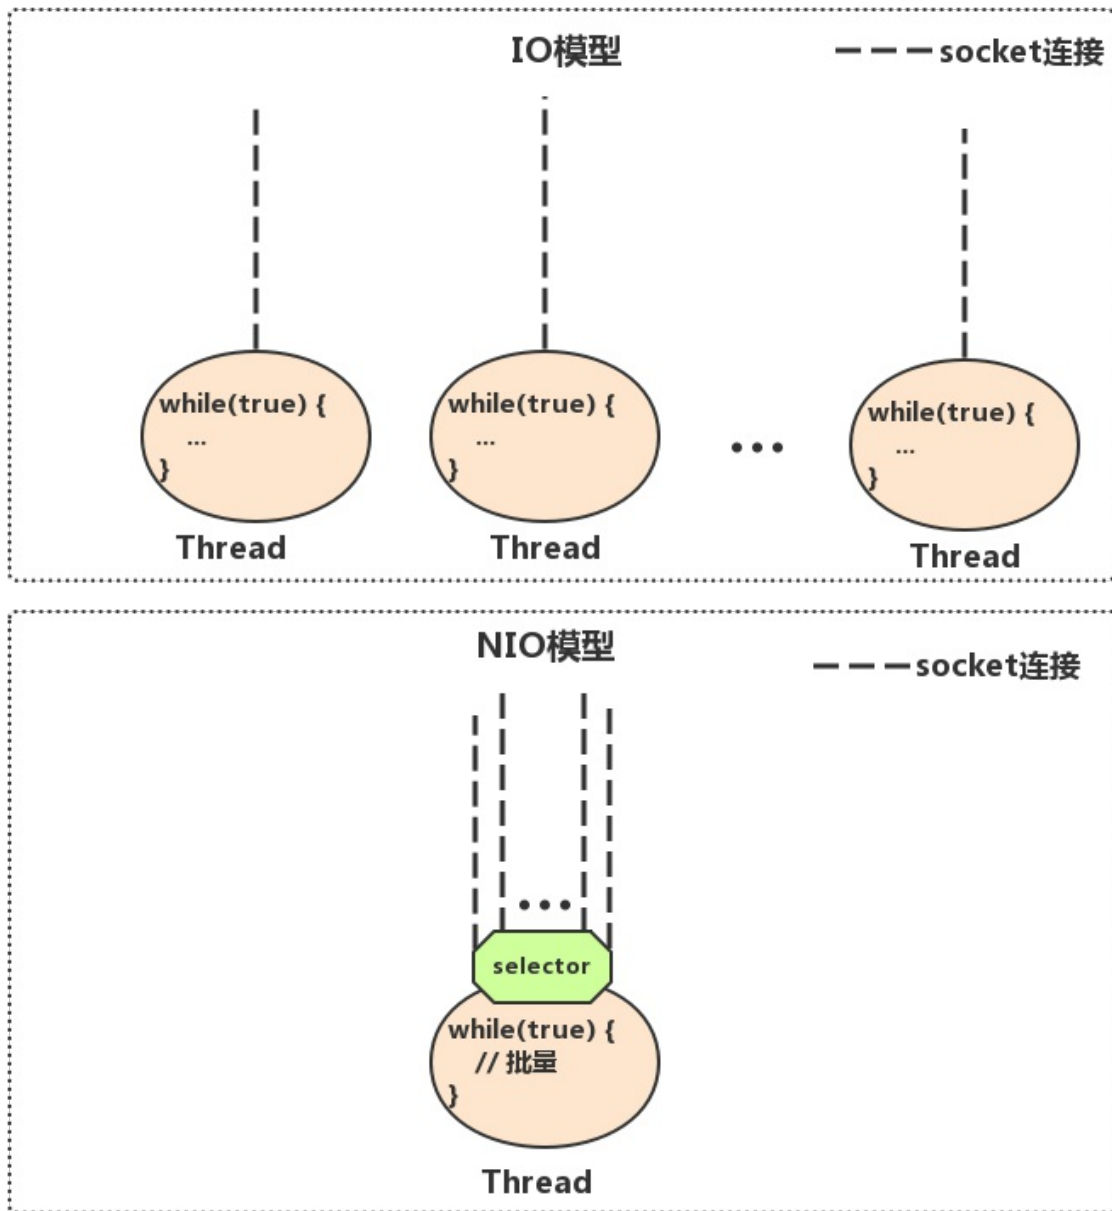 IO模型
socket连接
while(true) {
...
}
Thread
while(true) {
...
}
Thread
...
while(true) {
...
}
Thread
NIO模型
socket连接
...
selector
while(true) {
// 批量
}
Thread